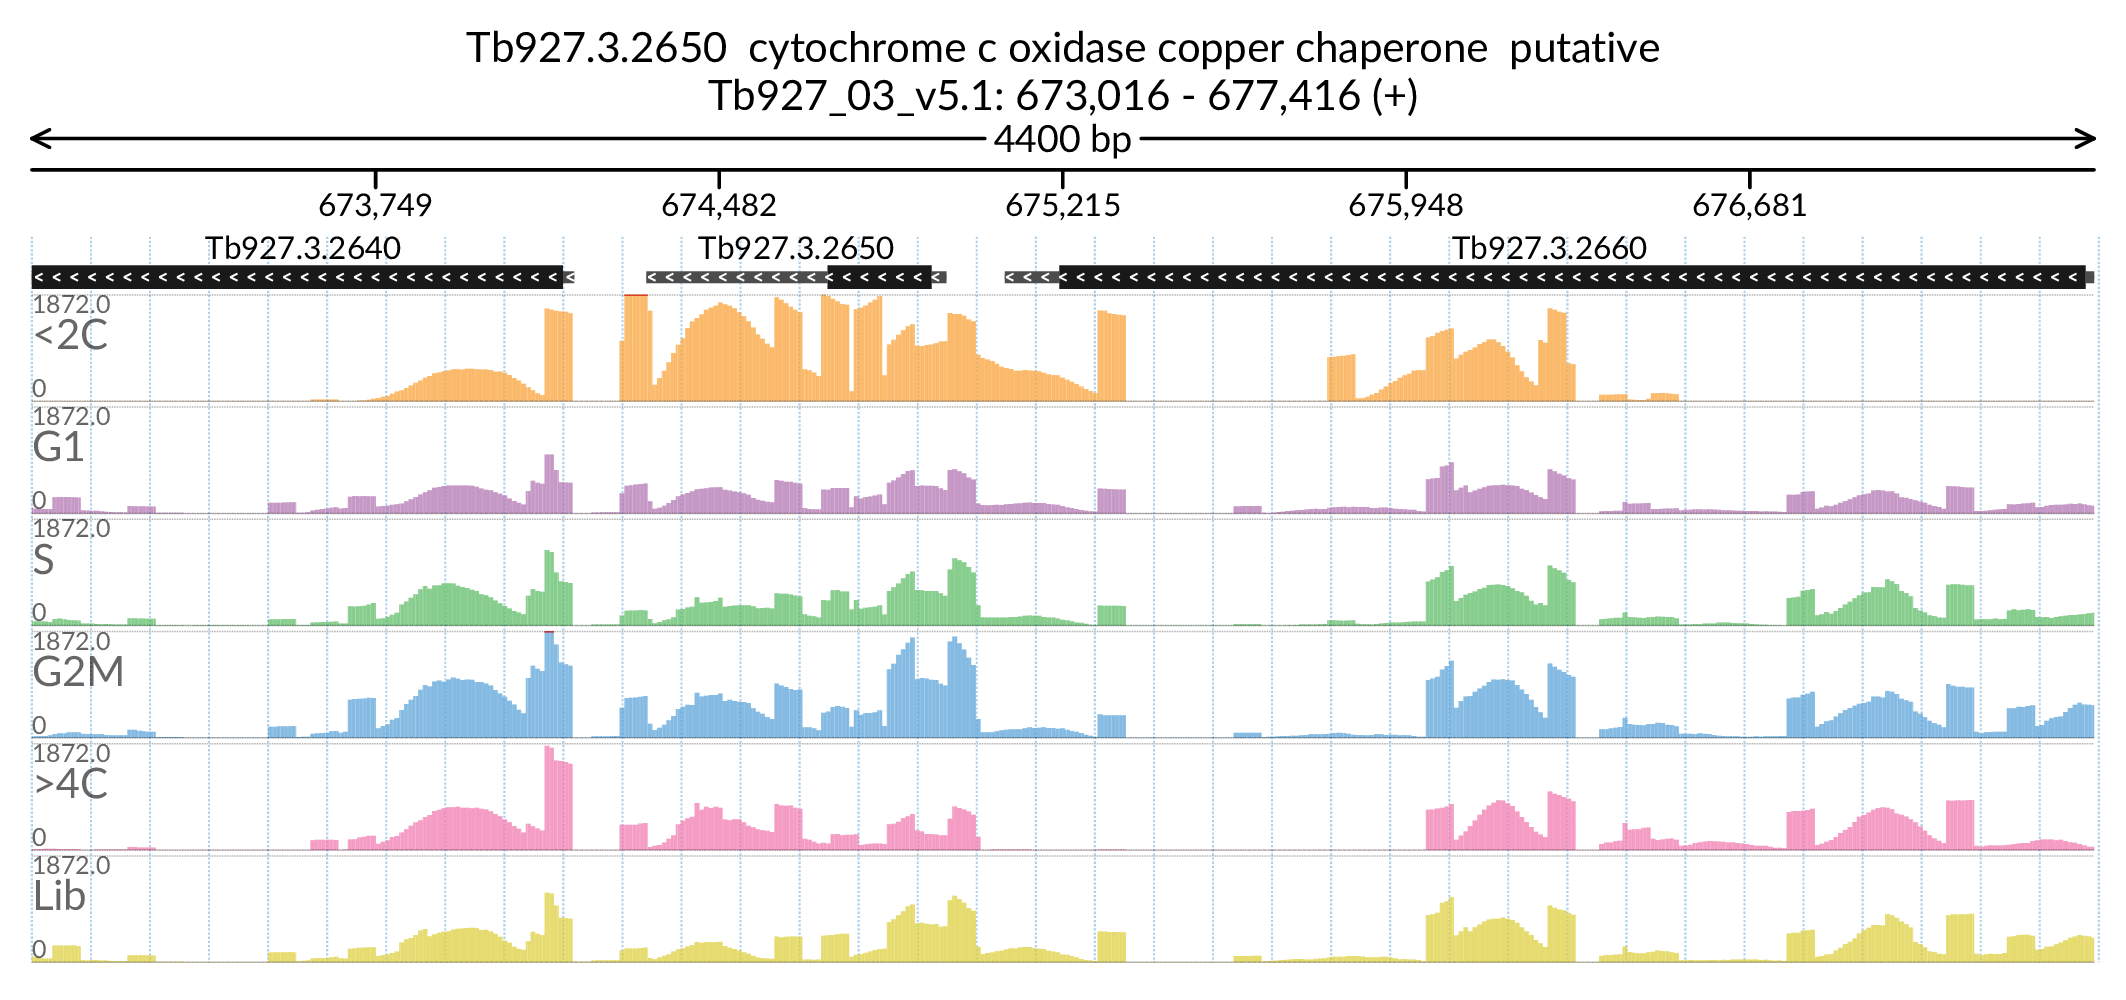 Tb927.3.2650  cytochrome c oxidase copper chaperone  putative
Tb927_03_v5.1: 673,016 - 677,416 (+)
4400 bp
673,749 674,482 675,215 675,948 676,681
Tb927.3.2640 Tb927.3.2650 Tb927.3.2660
1872.0
<2C
0
1872.0
G1
0
1872.0
S
0
1872.0
G2M
0
1872.0
>4C
0
1872.0
Lib
0